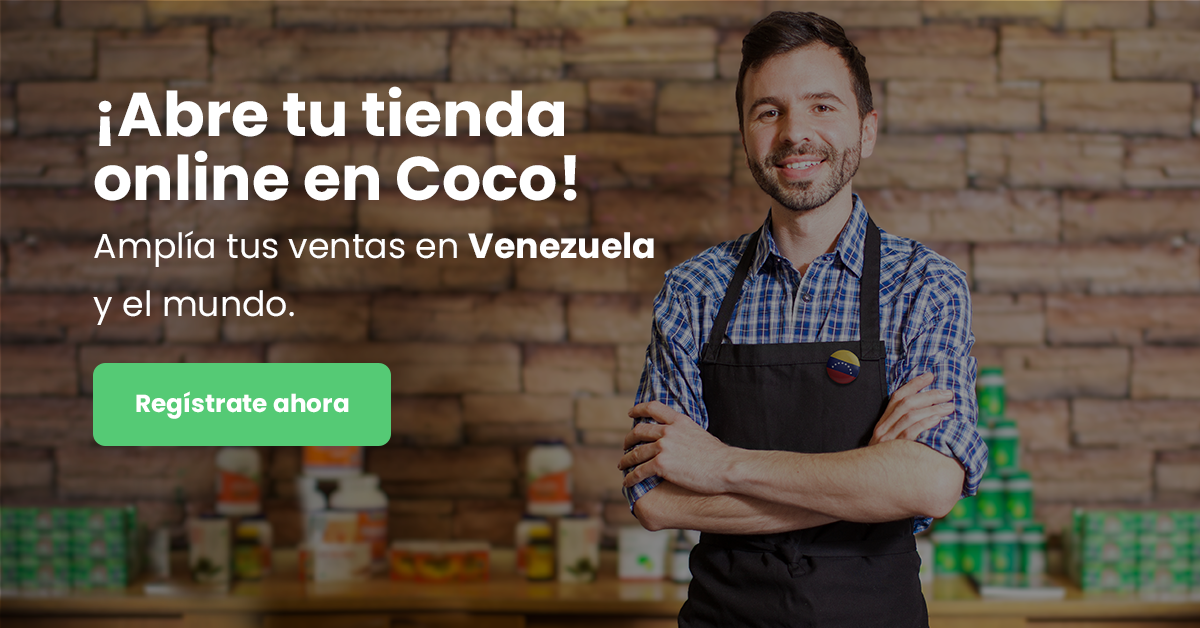 ¡Abre tu tienda
online en Coco!
Amplía tus ventas en Venezuela
y el mundo.
Regístrate ahora